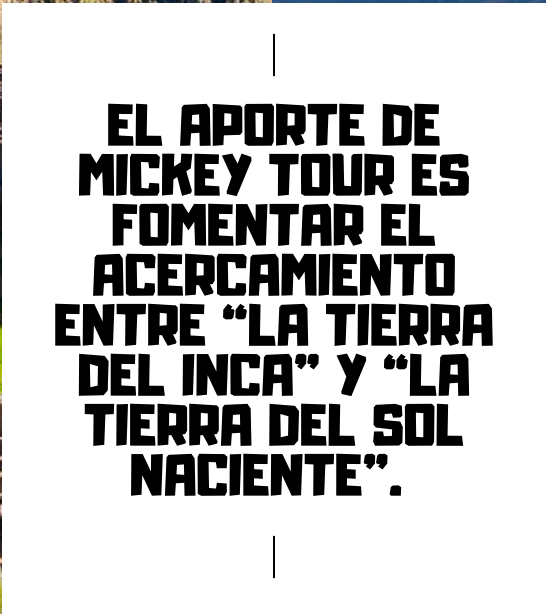 EL APORTE DE
MICKEY TOUR ES
FOMENTAR EL
ACERCAMIENTO
ENTRE “LA TIERRA
DEL INCA” Y “LA
TIERRA DEL SOL
NACIENTE”.